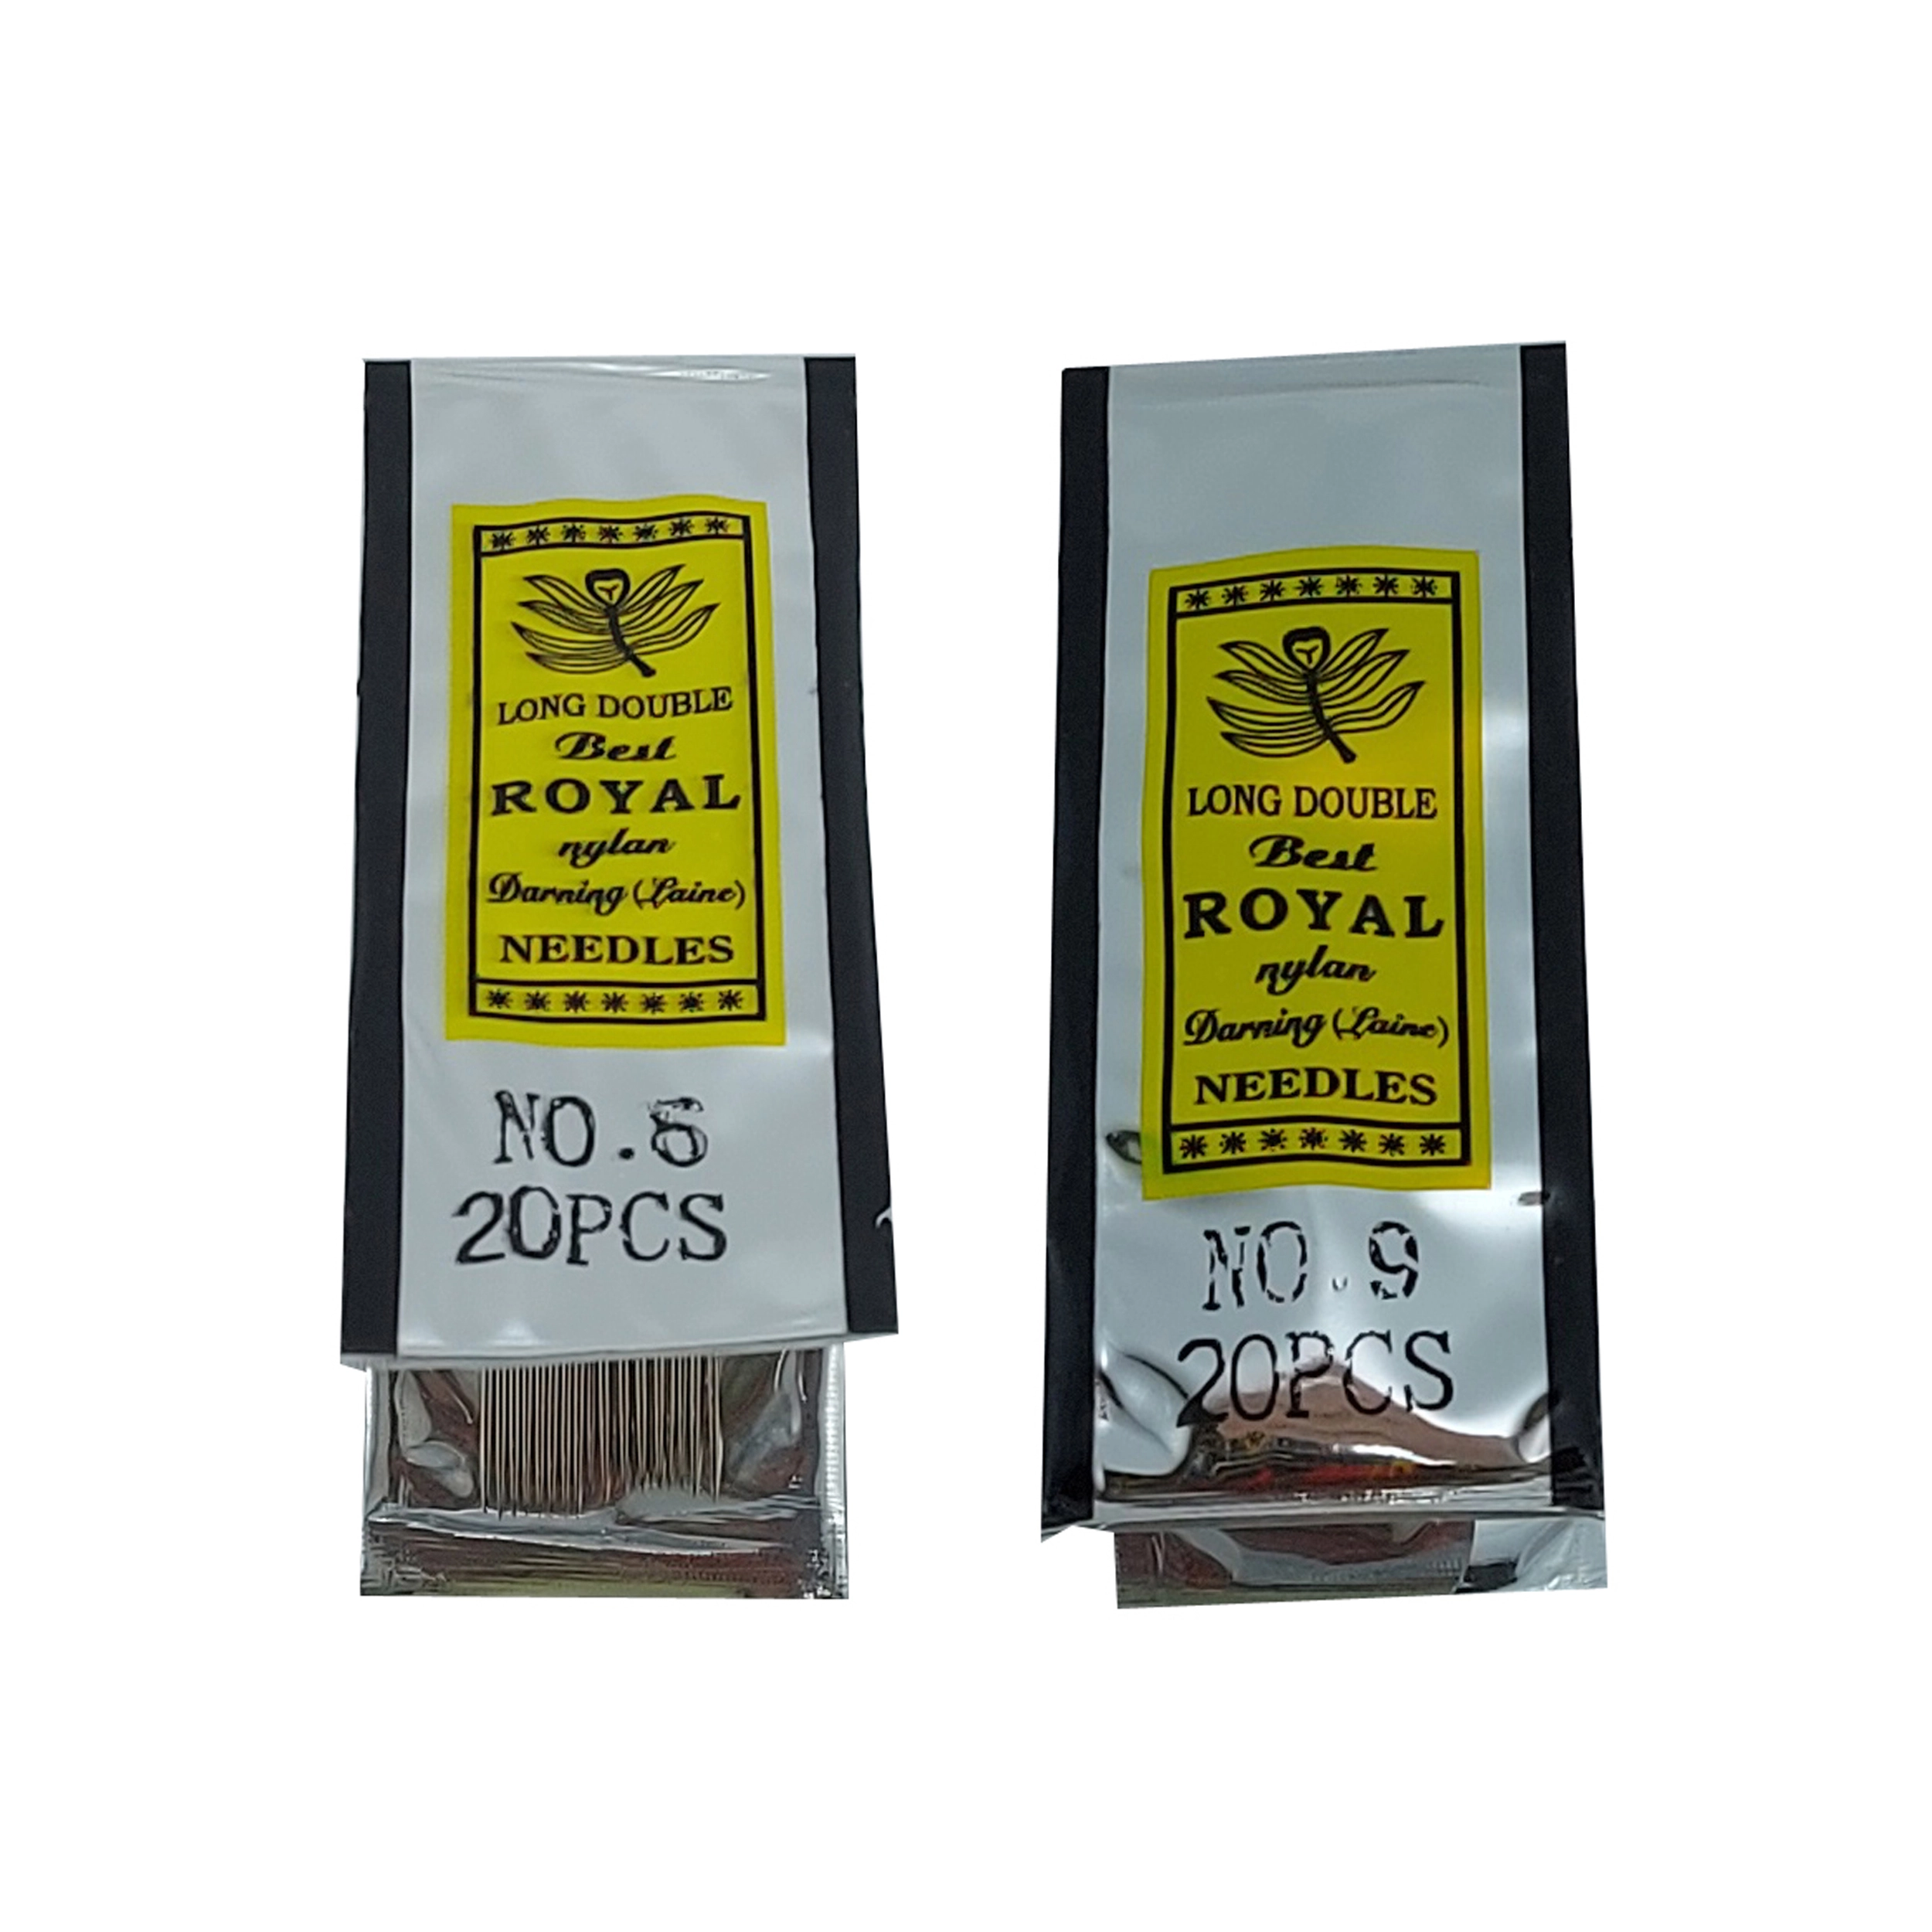 LONG DOUBLE
Best
ROYAL
nylan
Darning (Laine)
NEEDLES
NO.
20PCS
LONG DOUBLE
Best
ROYAL
nylan
Darning (Laine)
NEEDLES
NO.9
20PCS